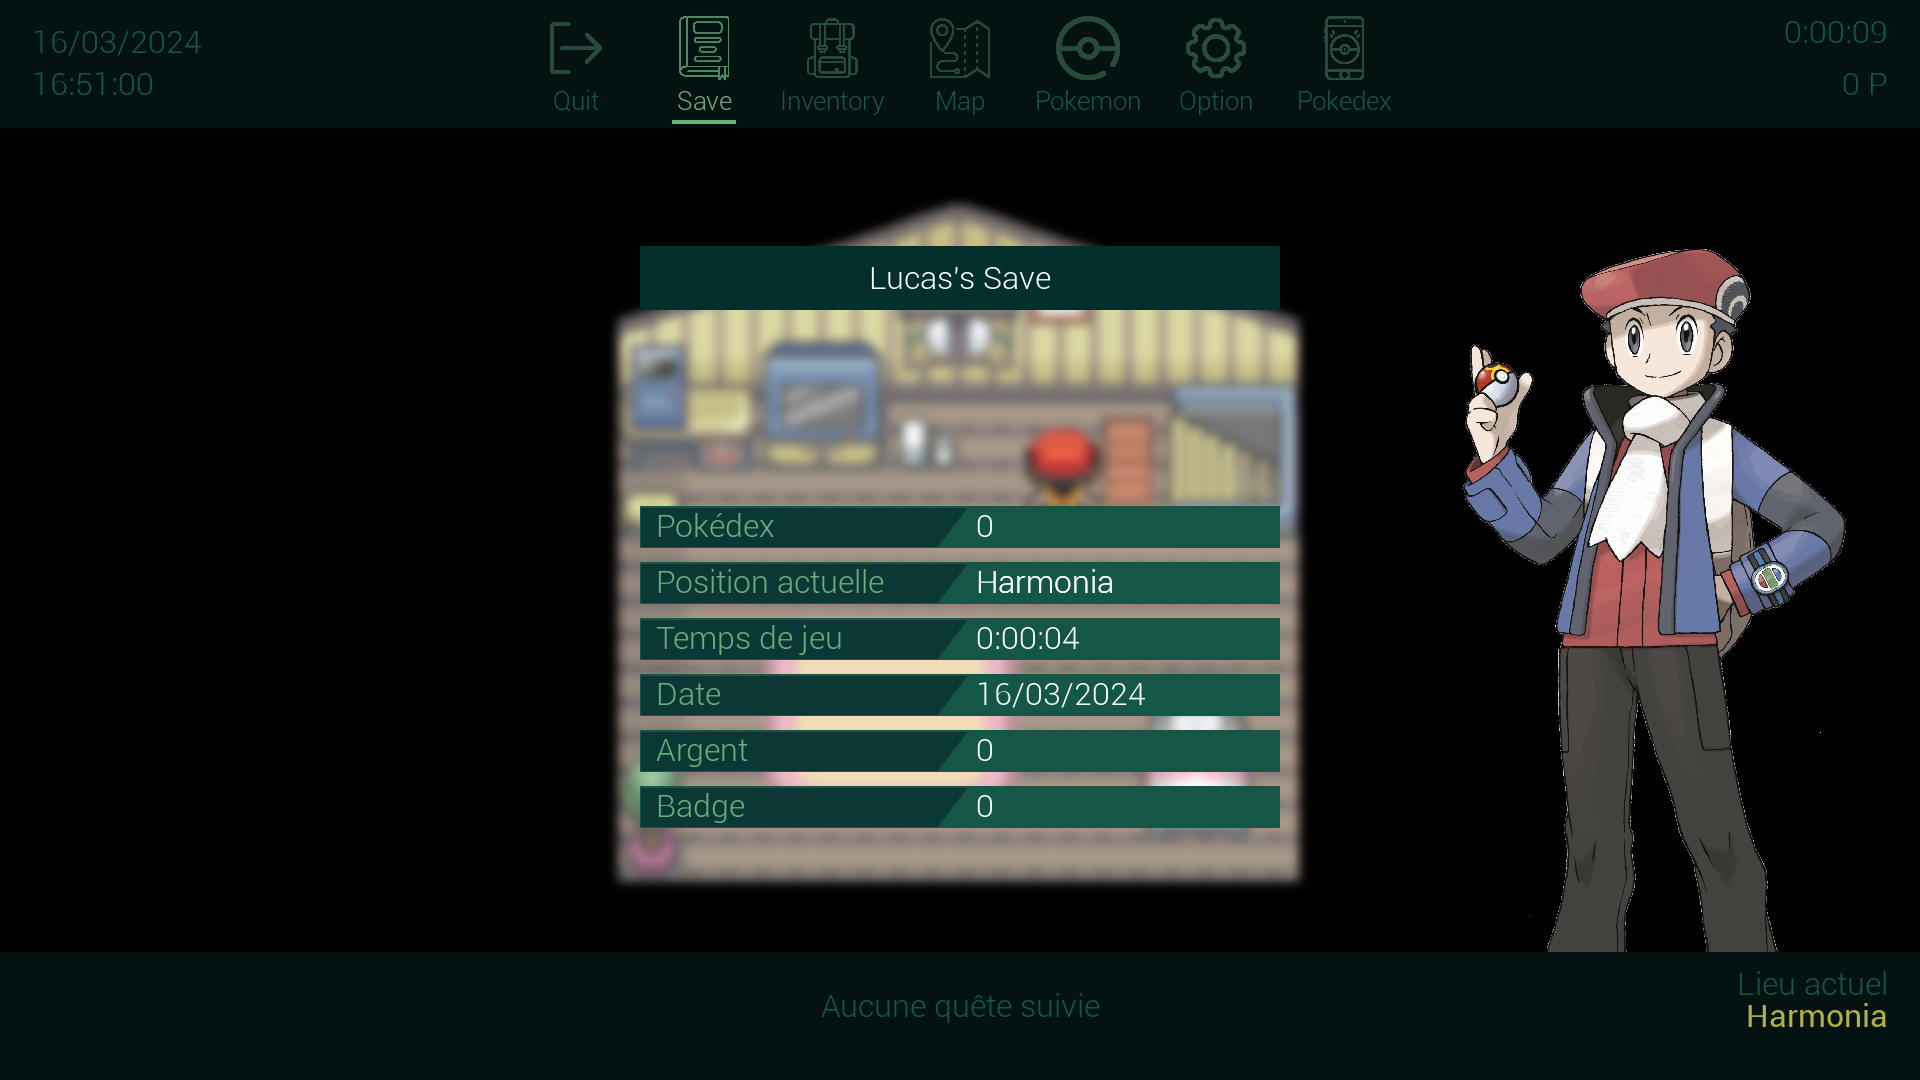 16/03/2024
16:51:00
Quit
Save
Inventory
Map
Pokemon
Option
Pokedex
0:00:09
0 P
Lucas's Save
Pokédex 0
Position actuelle Harmonia
Temps de jeu 0:00:04
Date 16/03/2024
Argent 0
Badge 0
Aucune quête suivie
Lieu actuel
Harmonia